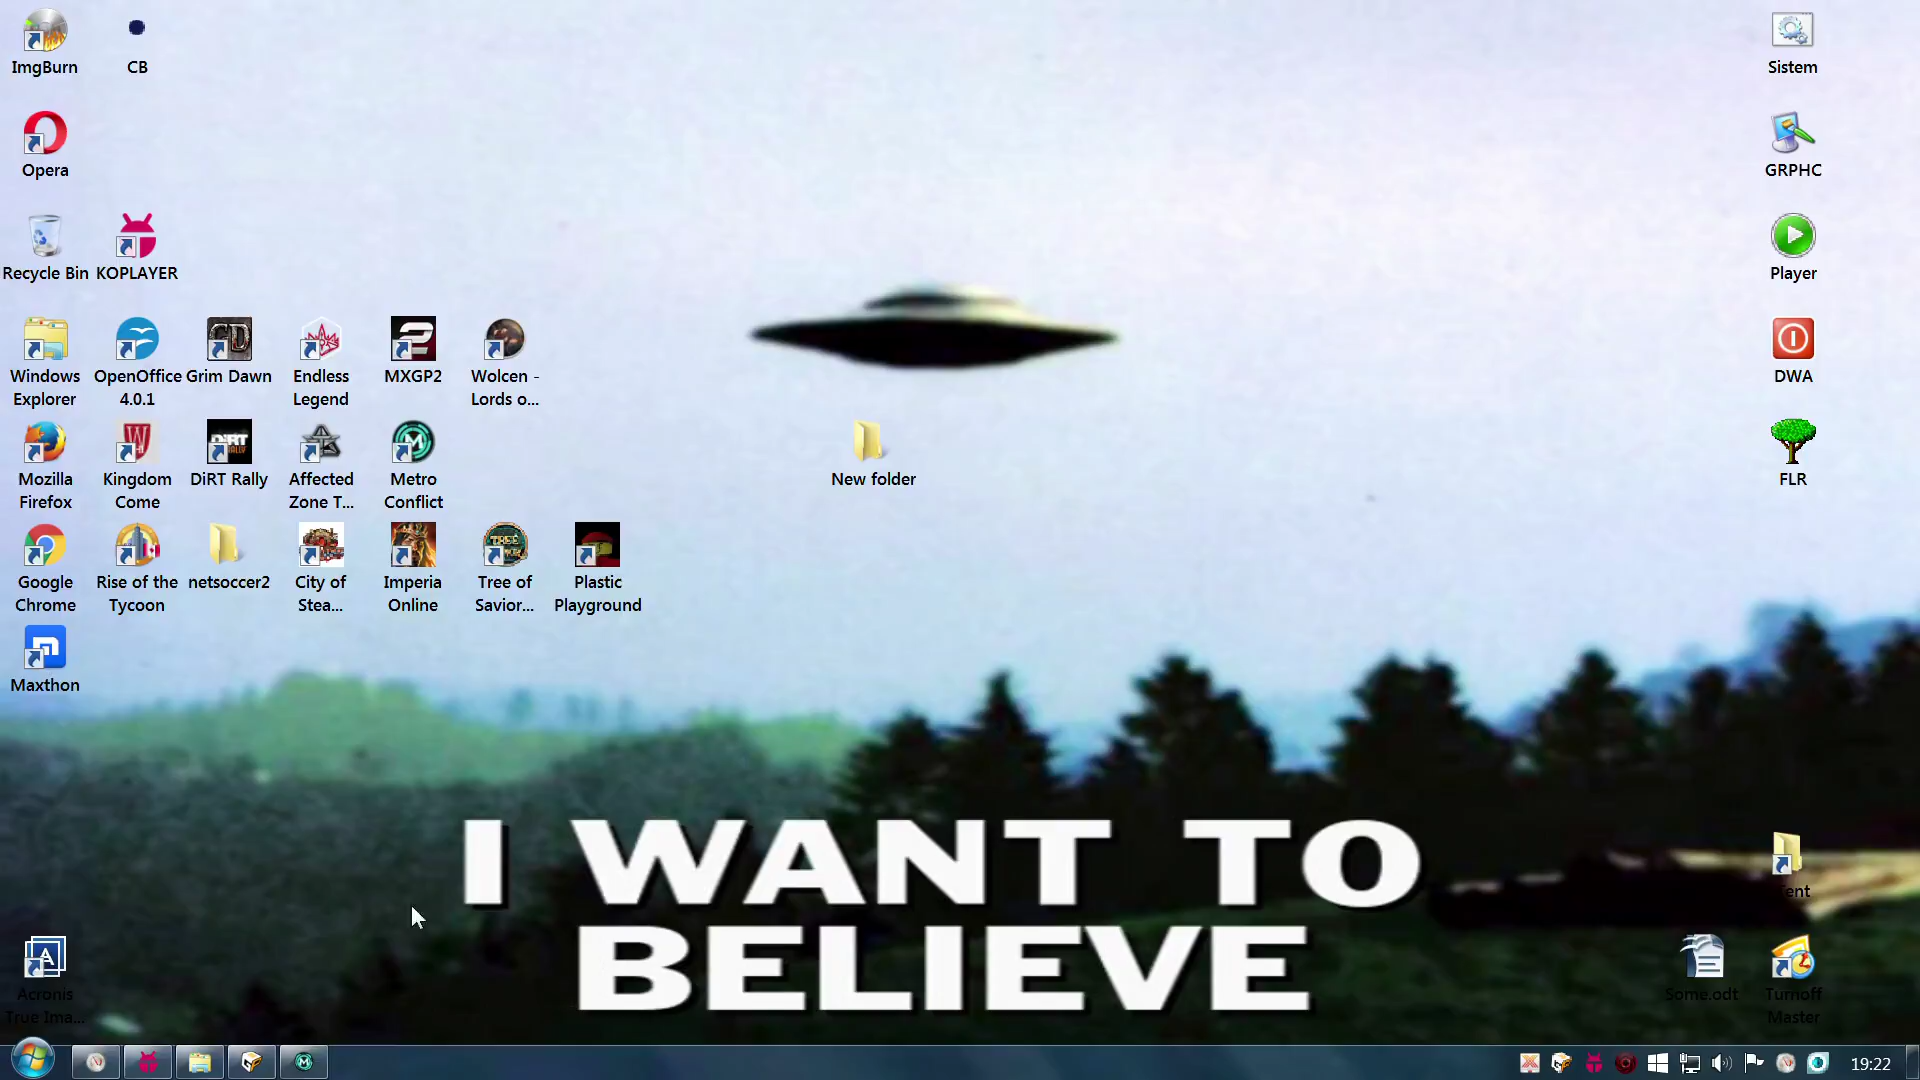 ImgBurn
CB
Sistem
Opera
GRPHC
Recycle Bin
KOPLAYER
Player
Windows
Explorer
OpenOffice
4.0.1
Grim Dawn
Endless
Legend
MXGP2
Wolcen -
Lords o...
DWA
Mozilla
Firefox
Kingdom
Come
DiRT Rally
Affected
Zone T...
Metro
Conflict
New folder
FLR
Google
Chrome
Rise of the
Tycoon
netsoccer2
City of
Stea...
Imperia
Online
Tree of
Savior...
Plastic
Playground
Maxthon
I WANT TO
BELIEVE
Acronis
True Ima...
Some.odt
Turnoff
Master
19:22